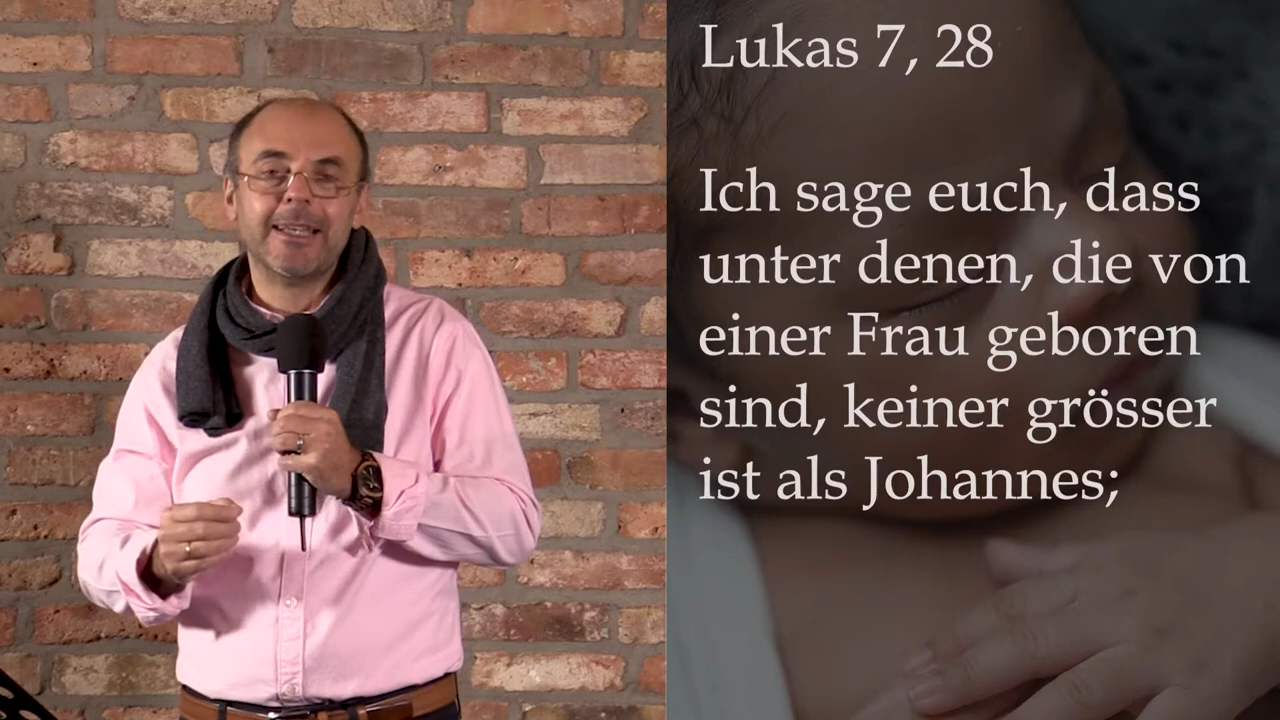 Lukas 7, 28
Ich sage euch, dass
unter denen, die von
einer Frau geboren
sind, keiner grösser
ist als Johannes;